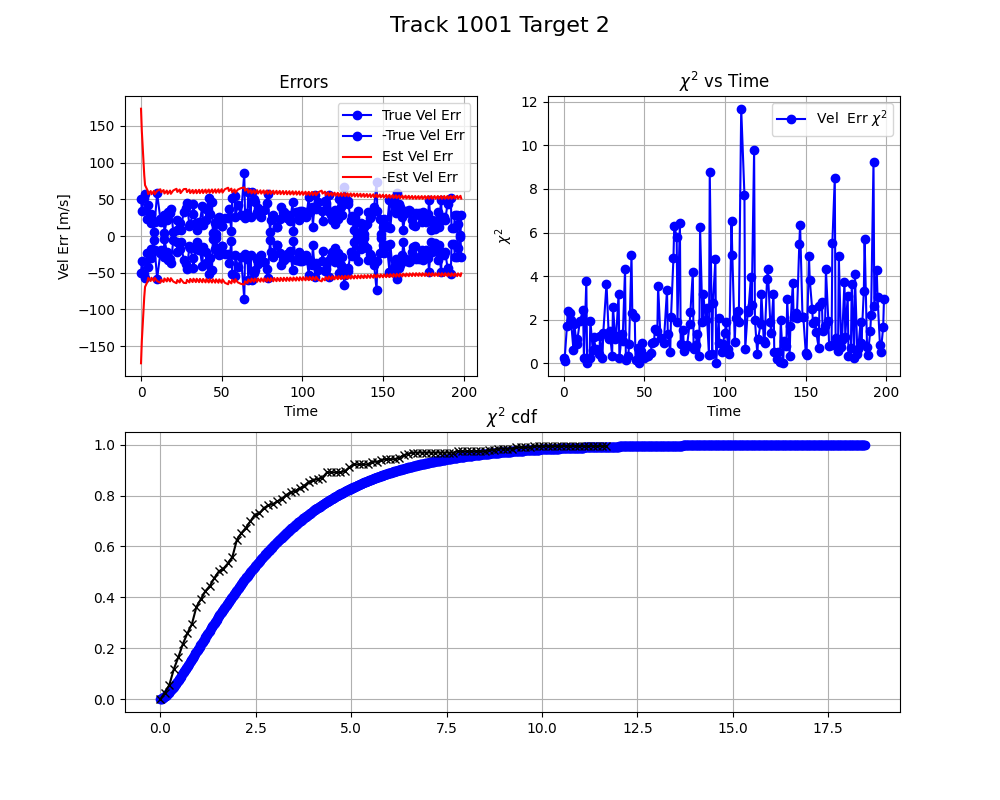 Track 1001 Target 2
Errors
Vel Err [m/s]
150
100
50
0
−50
−100
−150
True Vel Err
-True Vel Err
Est Vel Err
-Est Vel Err
0 50 100 150 200
Time
χ² vs Time
χ²
12
10
8
6
4
2
0
Vel Err χ²
0 50 100 150 200
Time
χ² cdf
1.0
0.8
0.6
0.4
0.2
0.0
0.0 2.5 5.0 7.5 10.0 12.5 15.0 17.5